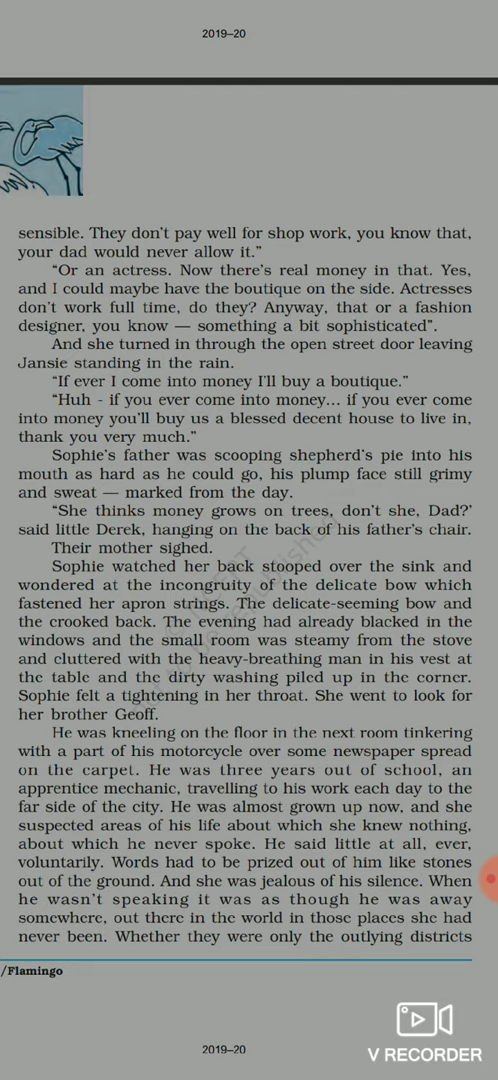 2019–20
sensible. They don't pay well for shop work, you know that,
your dad would never allow it."
"Or an actress. Now there's real money in that. Yes,
and I could maybe have the boutique on the side. Actresses
don't work full time, do they? Anyway, that or a fashion
designer, you know — something a bit sophisticated".
And she turned in through the open street door leaving
Jansie standing in the rain.
"If ever I come into money I'll buy a boutique."
"Huh - if you ever come into money... if you ever come
into money you'll buy us a blessed decent house to live in,
thank you very much."
Sophie's father was scooping shepherd's pie into his
mouth as hard as he could go, his plump face still grimy
and sweat — marked from the day.
"She thinks money grows on trees, don't she, Dad?'
said little Derek, hanging on the back of his father's chair.
Their mother sighed.
Sophie watched her back stooped over the sink and
wondered at the incongruity of the delicate bow which
fastened her apron strings. The delicate-seeming bow and
the crooked back. The evening had already blacked in the
windows and the small room was steamy from the stove
and cluttered with the heavy-breathing man in his vest at
the table and the dirty washing piled up in the corner.
Sophie felt a tightening in her throat. She went to look for
her brother Geoff.
He was kneeling on the floor in the next room tinkering
with a part of his motorcycle over some newspaper spread
on the carpet. He was three years out of school, an
apprentice mechanic, travelling to his work each day to the
far side of the city. He was almost grown up now, and she
suspected areas of his life about which she knew nothing,
about which he never spoke. He said little at all, ever,
voluntarily. Words had to be prized out of him like stones
out of the ground. And she was jealous of his silence. When
he wasn't speaking it was as though he was away
somewhere, out there in the world in those places she had
never been. Whether they were only the outlying districts
/Flamingo
2019–20
V RECORDER